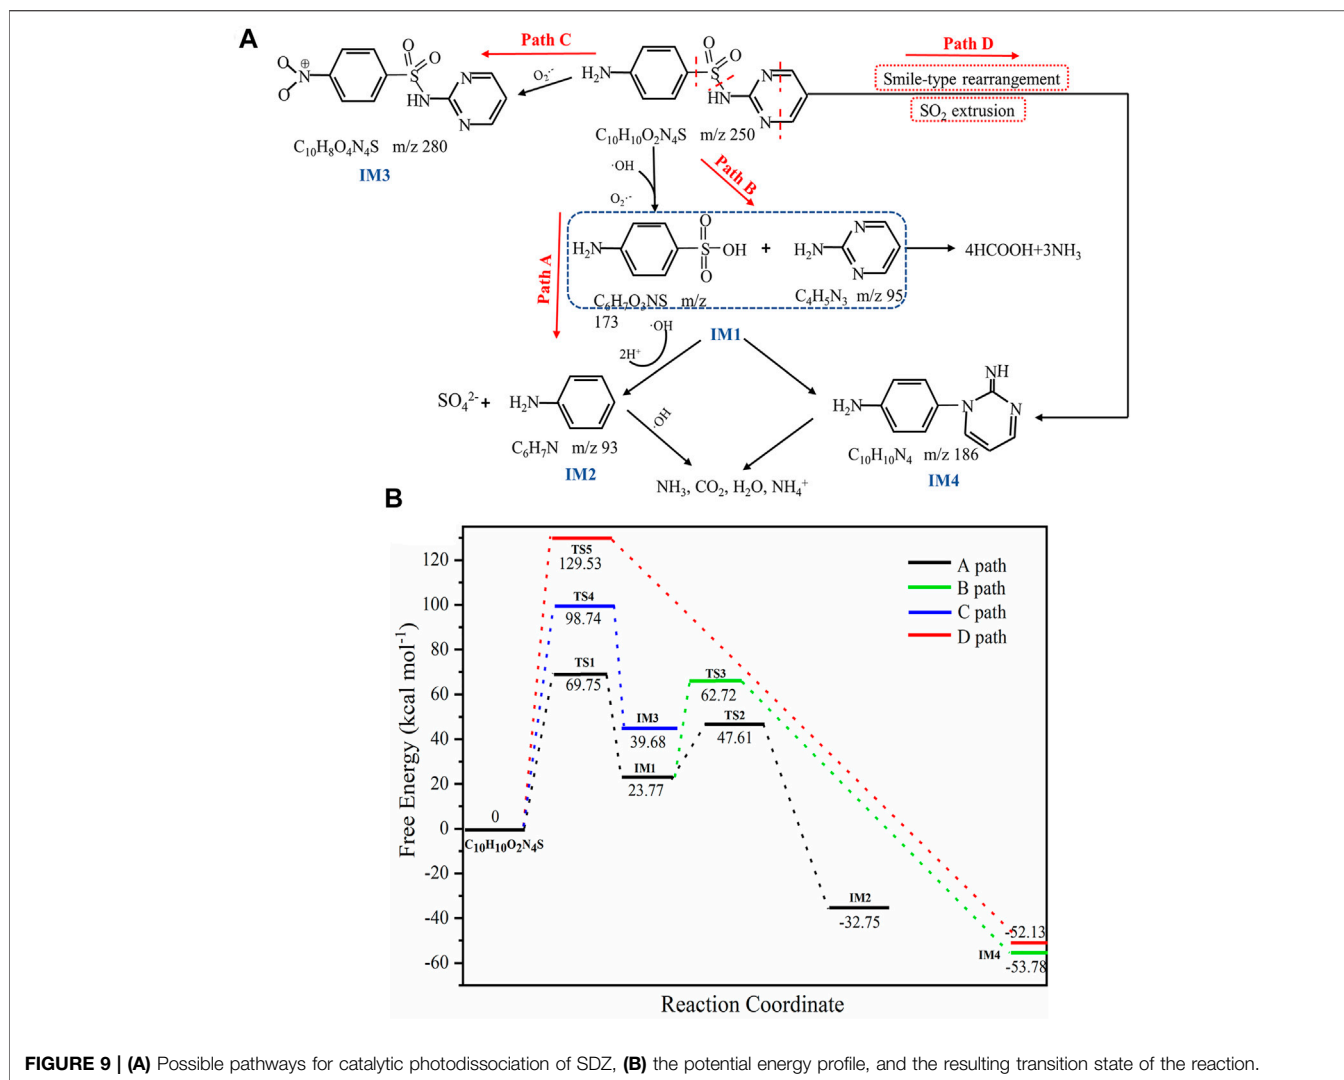 A
Path C
Path D
O₂·⁻
H₂N
Smile-type rearrangement
SO₂ extrusion
N
⊕
O
O
O
O
S
HN
N
N
O
O
S
HN
N
N
C₁₀H₈O₄N₄S m/z 280
IM3
C₁₀H₁₀O₂N₄S m/z 250
·OH
O₂·⁻
Path B
Path A
H₂N
O
S
OH
O
+
H₂N
N
N
4HCOOH+3NH₃
C₆H₇O₃NS m/z
173
C₄H₅N₃ m/z 95
·OH
IM1
2H⁺
SO₄²⁻ +
H₂N
·OH
H₂N
NH
N
N
C₆H₇N m/z 93
IM2
C₁₀H₁₀N₄ m/z 186
IM4
NH₃, CO₂, H₂O, NH₄⁺
B
Free Energy (kcal mol⁻¹)
120
100
80
60
40
20
0
-20
-40
-60
TS5
129.53
TS4
98.74
TS1
69.75
IM3
39.68
IM1
23.77
TS3
62.72
TS2
47.61
0
C₁₀H₁₀O₂N₄S
IM2
-32.75
-52.13
IM4
-53.78
A path
B path
C path
D path
Reaction Coordinate
FIGURE 9 | (A) Possible pathways for catalytic photodissociation of SDZ, (B) the potential energy profile, and the resulting transition state of the reaction.